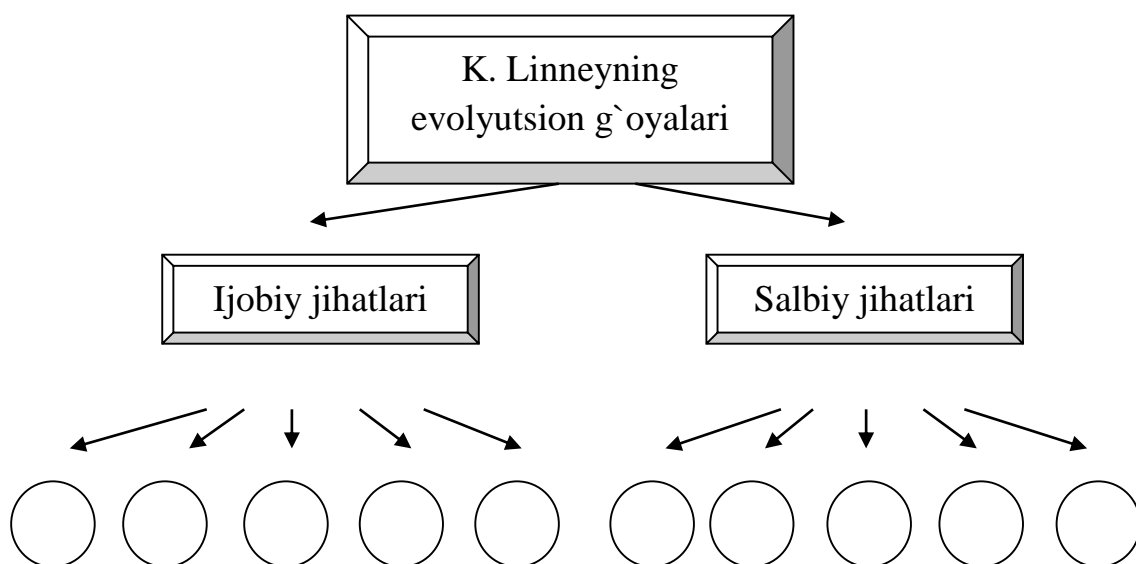 K. Linneyning
evolyutsion g`oyalari
Ijobiy jihatlari
Salbiy jihatlari